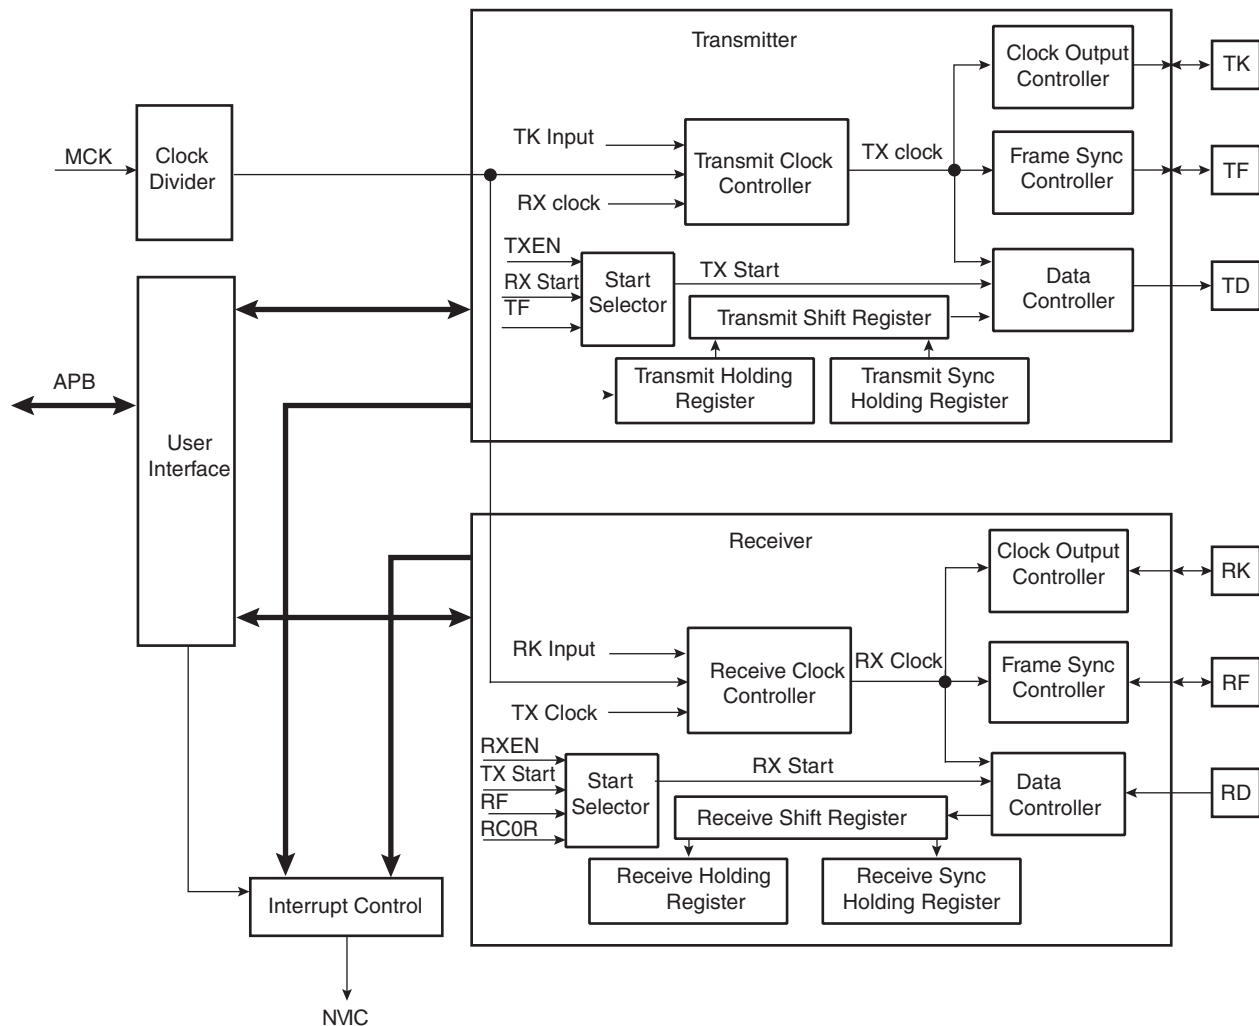 Transmitter
Clock Output
Controller
TK
MCK
Clock
Divider
TK Input
Transmit Clock
Controller
TX clock
Frame Sync
Controller
TF
RX clock
TXEN
RX Start
TF
Start
Selector
TX Start
Data
Controller
TD
Transmit Shift Register
Transmit Holding
Register
Transmit Sync
Holding Register
APB
User
Interface
Receiver
Clock Output
Controller
RK
RK Input
Receive Clock
Controller
RX Clock
Frame Sync
Controller
RF
TX Clock
RXEN
TX Start
RF
RC0R
Start
Selector
RX Start
Data
Controller
RD
Receive Shift Register
Receive Holding
Register
Receive Sync
Holding Register
Interrupt Control
NVIC